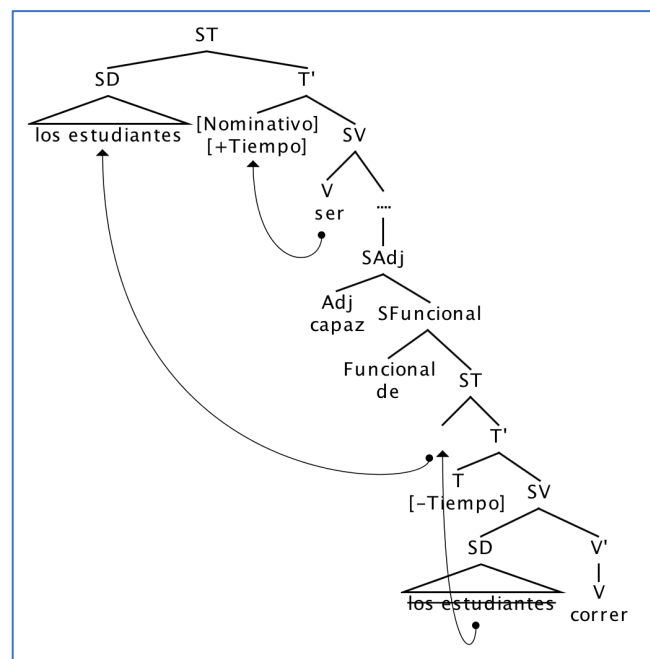 ST
SD T'
los estudiantes [Nominativo] SV
[+Tiempo]
V ....
ser
SAdj
Adj SFuncional
capaz
Funcional ST
de
T'
T SV
[-Tiempo]
SD V'
los estudiantes V
correr